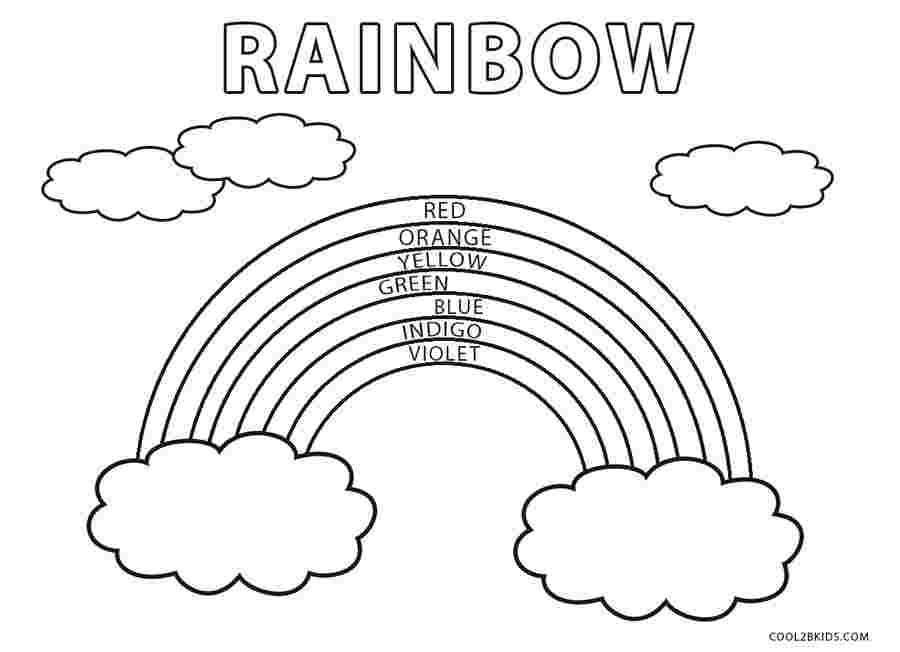 RAINBOW
RED
ORANGE
YELLOW
GREEN
BLUE
INDIGO
VIOLET
COOL2BKIDS.COM